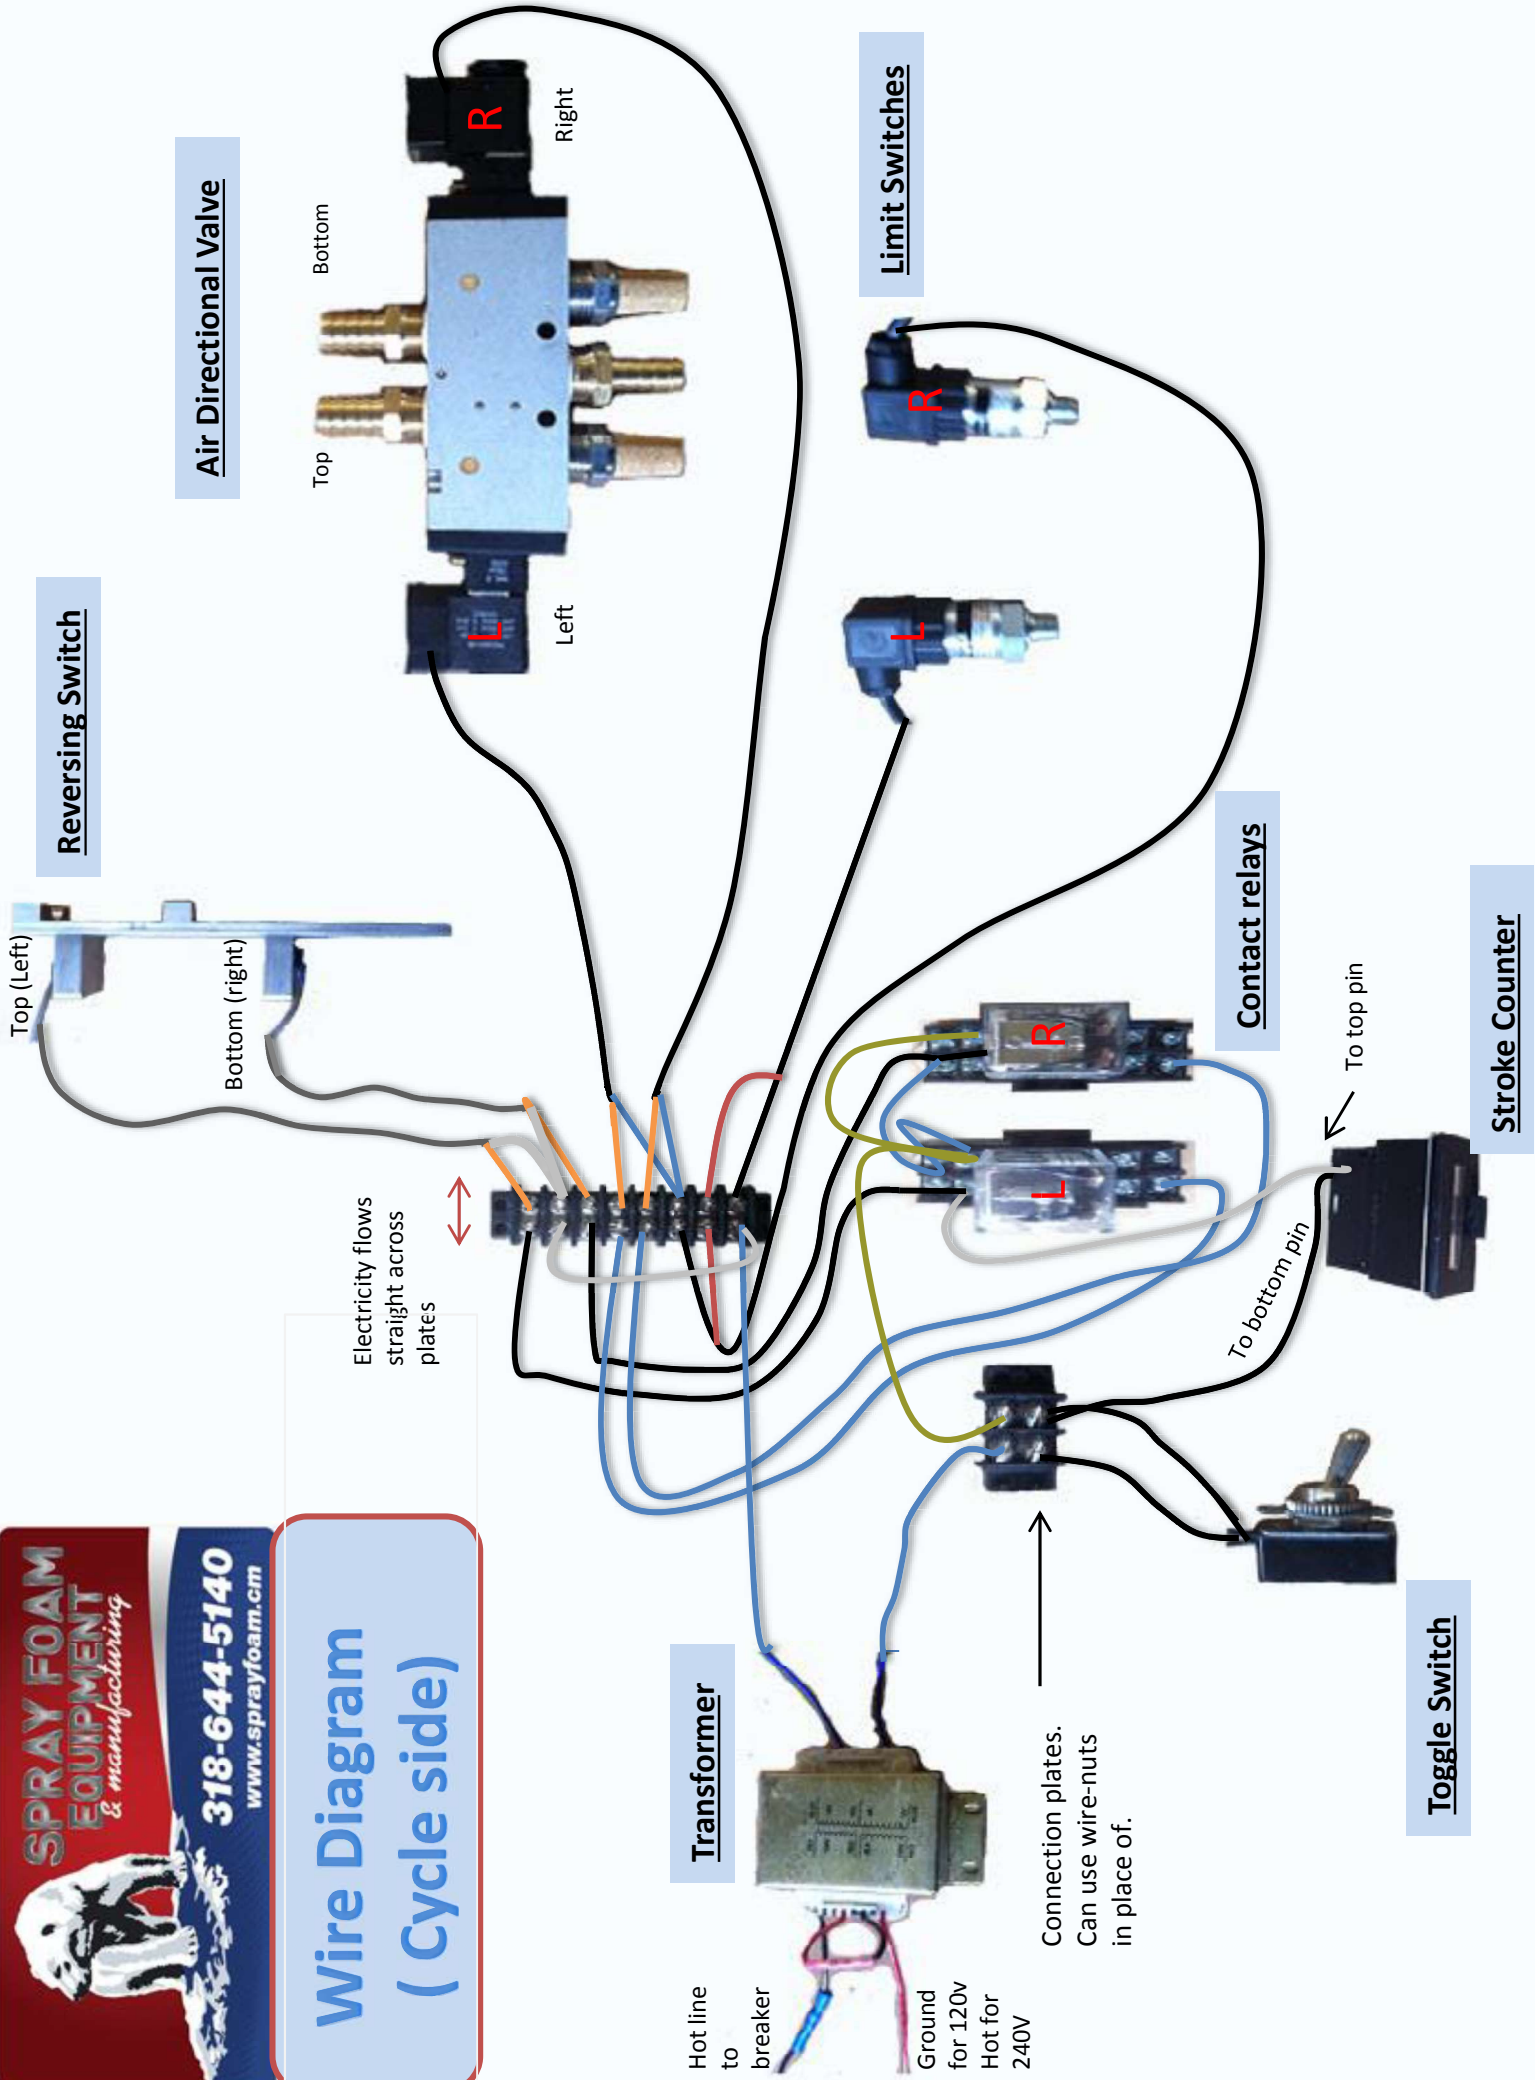 SPRAY FOAM
EQUIPMENT
& manufacturing
318-644-5140
www.sprayfoam.cm
Wire Diagram
( Cycle side)
Reversing Switch
Top (Left)
Bottom (right)
Air Directional Valve
Top
Bottom
L
Left
R
Right
Electricity flows
straight across
plates
Limit Switches
L
R
Transformer
Hot line
to
breaker
Ground
for 120v
Hot for
240V
Contact relays
L
R
Connection plates.
Can use wire-nuts
in place of.
To bottom pin
To top pin
Toggle Switch
Stroke Counter